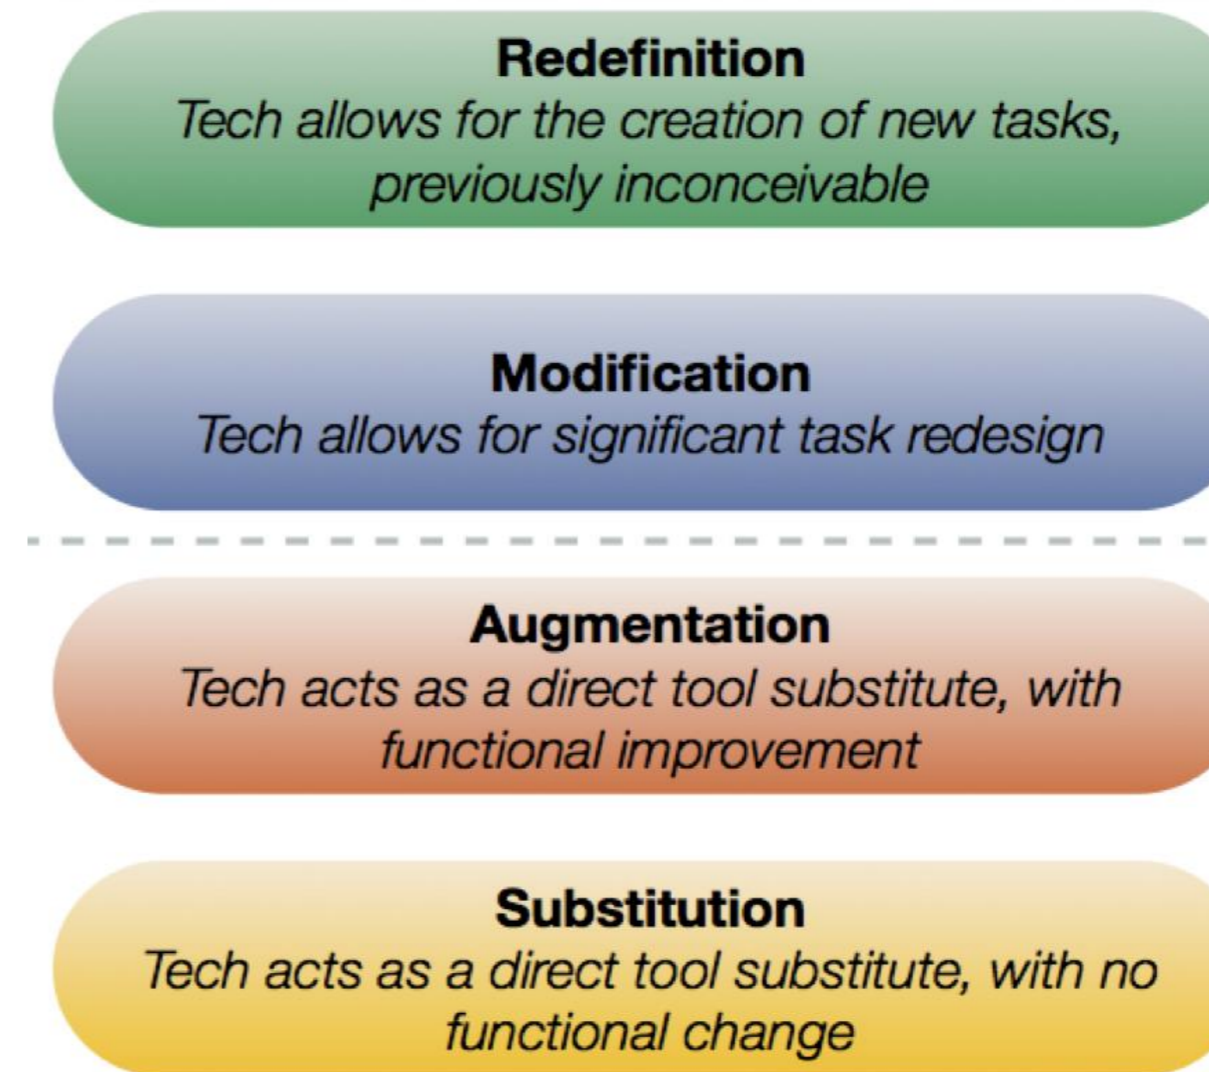 Redefinition
Tech allows for the creation of new tasks,
previously inconceivable
Modification
Tech allows for significant task redesign
Augmentation
Tech acts as a direct tool substitute, with
functional improvement
Substitution
Tech acts as a direct tool substitute, with no
functional change